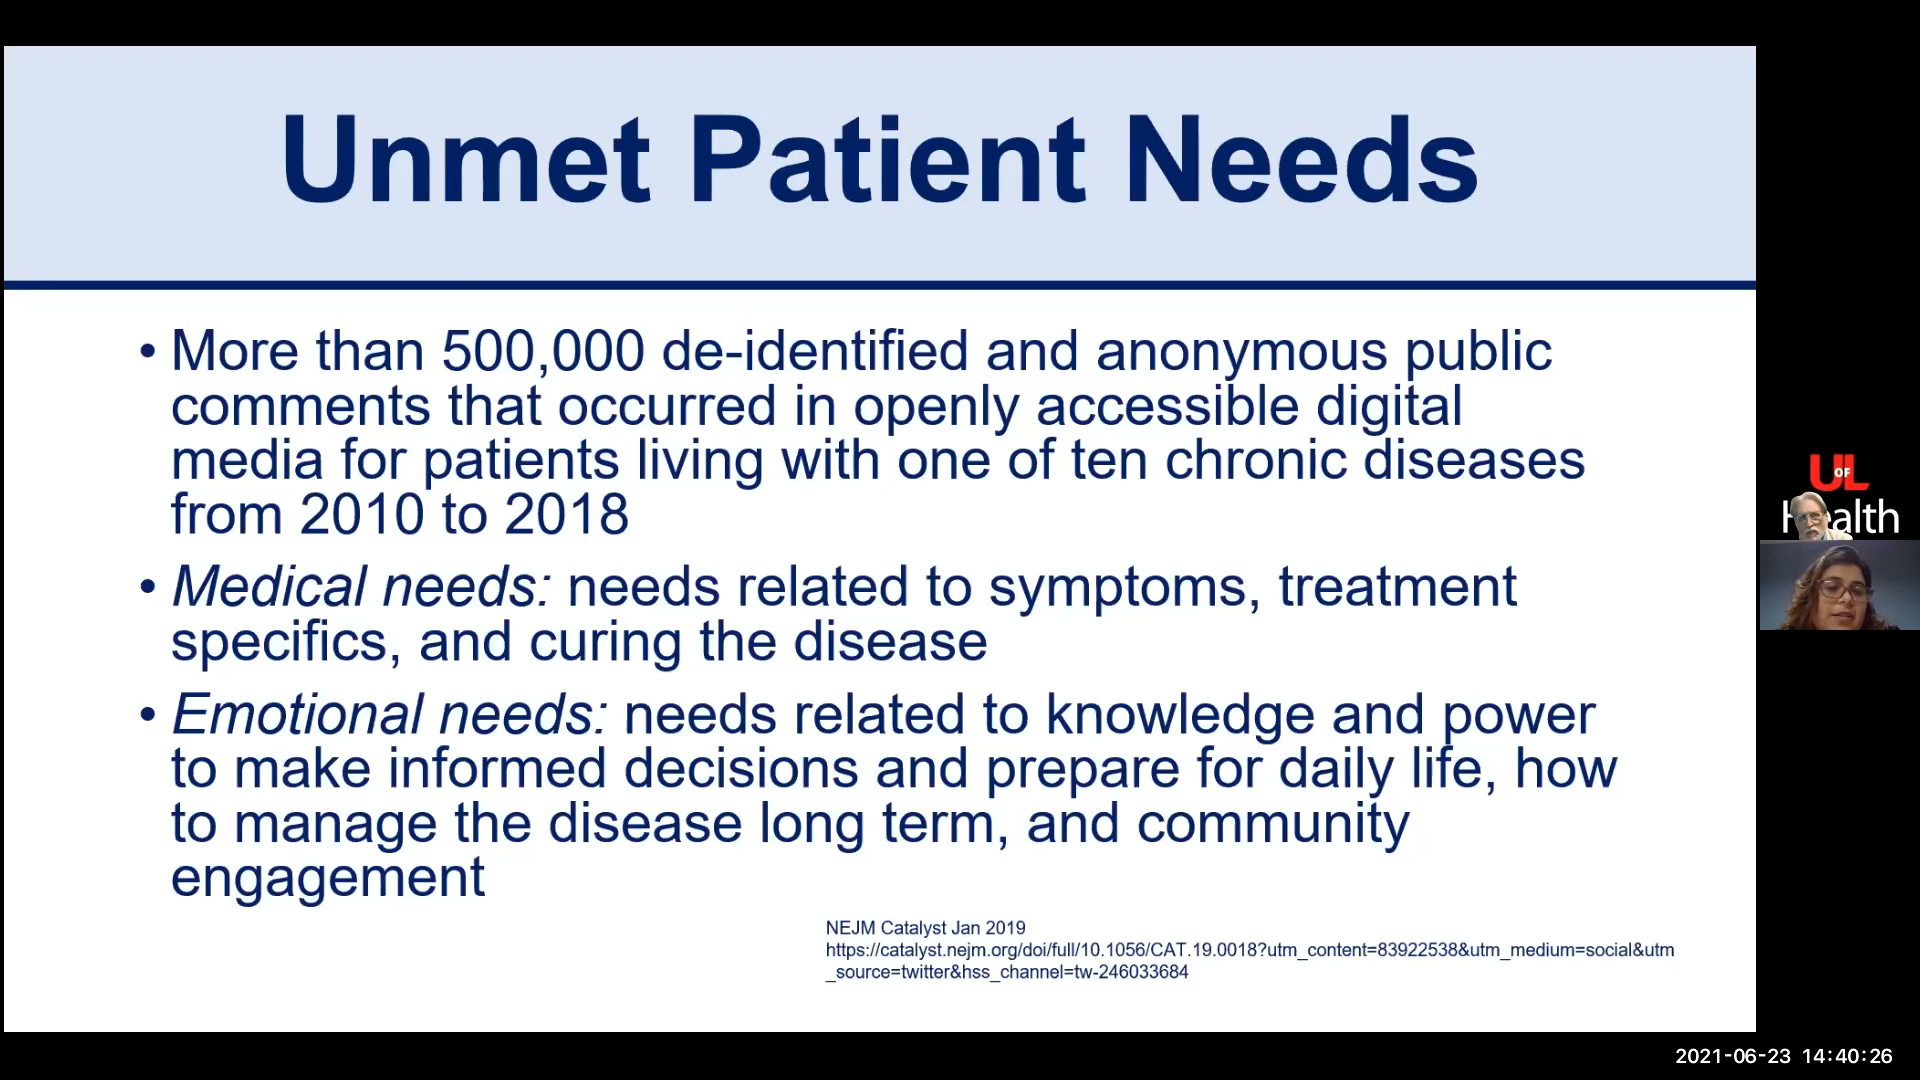 Unmet Patient Needs
• More than 500,000 de-identified and anonymous public
comments that occurred in openly accessible digital
media for patients living with one of ten chronic diseases
from 2010 to 2018
• Medical needs: needs related to symptoms, treatment
specifics, and curing the disease
• Emotional needs: needs related to knowledge and power
to make informed decisions and prepare for daily life, how
to manage the disease long term, and community
engagement
NEJM Catalyst Jan 2019
https://catalyst.nejm.org/doi/full/10.1056/CAT.19.0018?utm_content=83922538&utm_medium=social&utm
_source=twitter&hss_channel=tw-246033684
U OF L
Health
2021-06-23 14:40:26